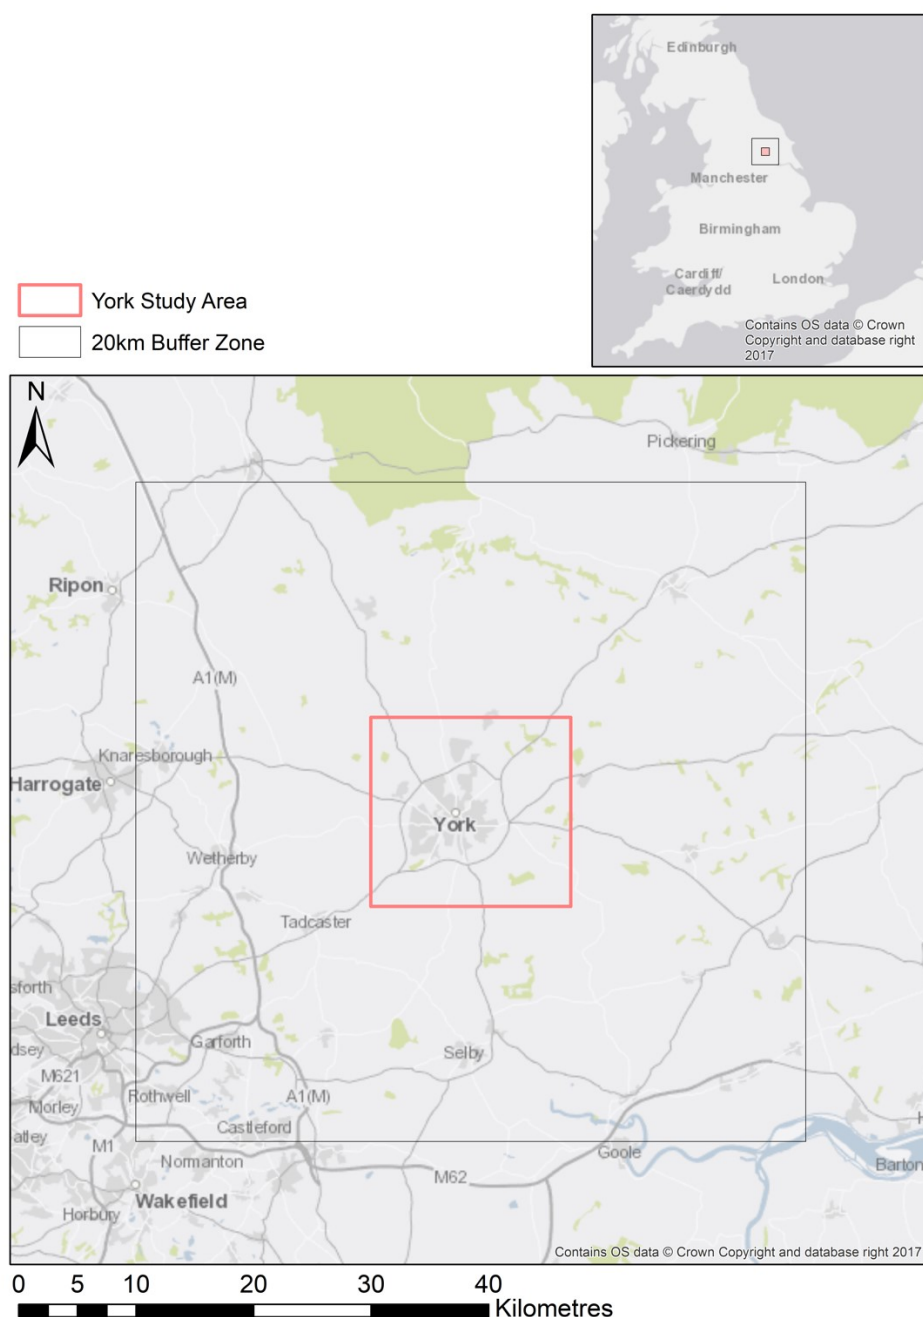 Edinburgh
Manchester
Birmingham
Cardiff/
Caerdydd
London
Contains OS data © Crown
Copyright and database right
2017
York Study Area
20km Buffer Zone
N
Pickering
Ripon
A1(M)
Knaresborough
Harrogate
York
Wetherby
Tadcaster
sforth
Leeds
Garforth
Selby
dsey
M621
Rothwell
A1(M)
Morley
Castleford
atley
M1
Normanton
Goole
H
Barton
M62
Wakefield
Horbury
Contains OS data © Crown Copyright and database right 2017
0 5 10 20 30 40
Kilometres